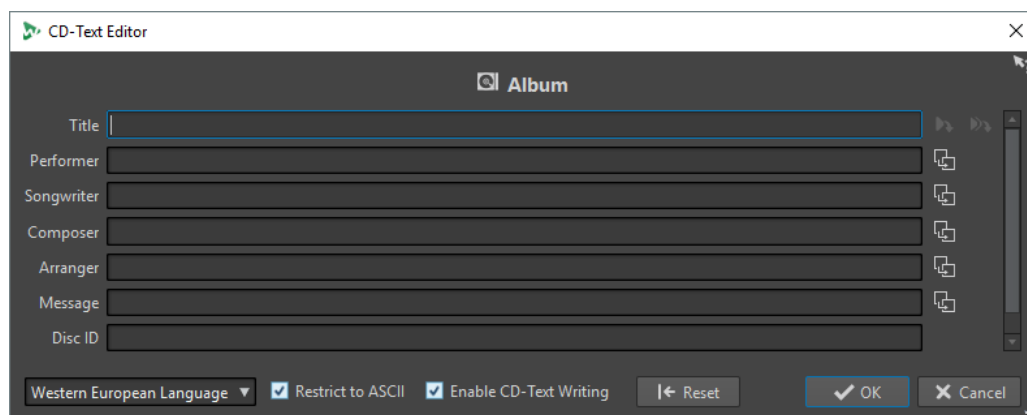 CD-Text Editor
Album
Title
Performer
Songwriter
Composer
Arranger
Message
Disc ID
Western European Language Restrict to ASCII Enable CD-Text Writing Reset OK Cancel